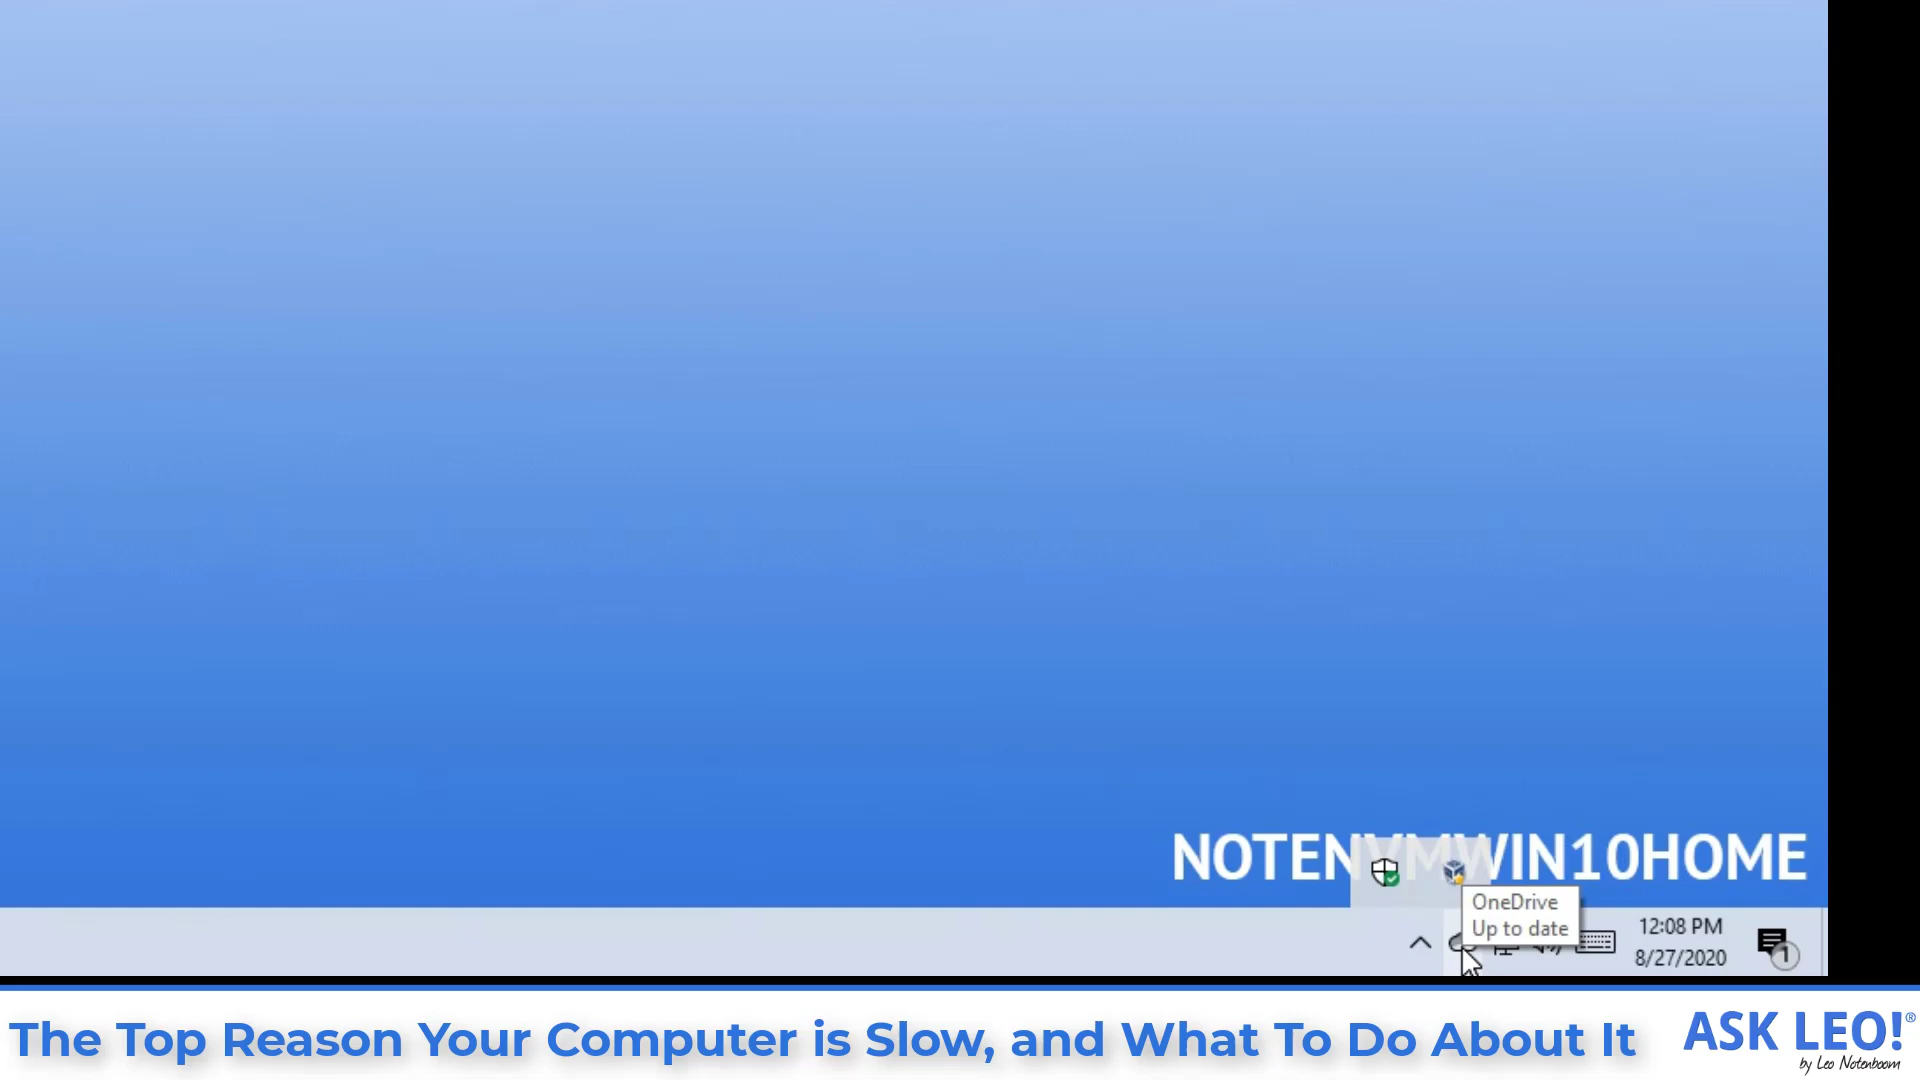 NOTENVMWIN10HOME
OneDrive
Up to date
12:08 PM
8/27/2020
1
The Top Reason Your Computer is Slow, and What To Do About It
ASK LEO!®
by Leo Notenboom